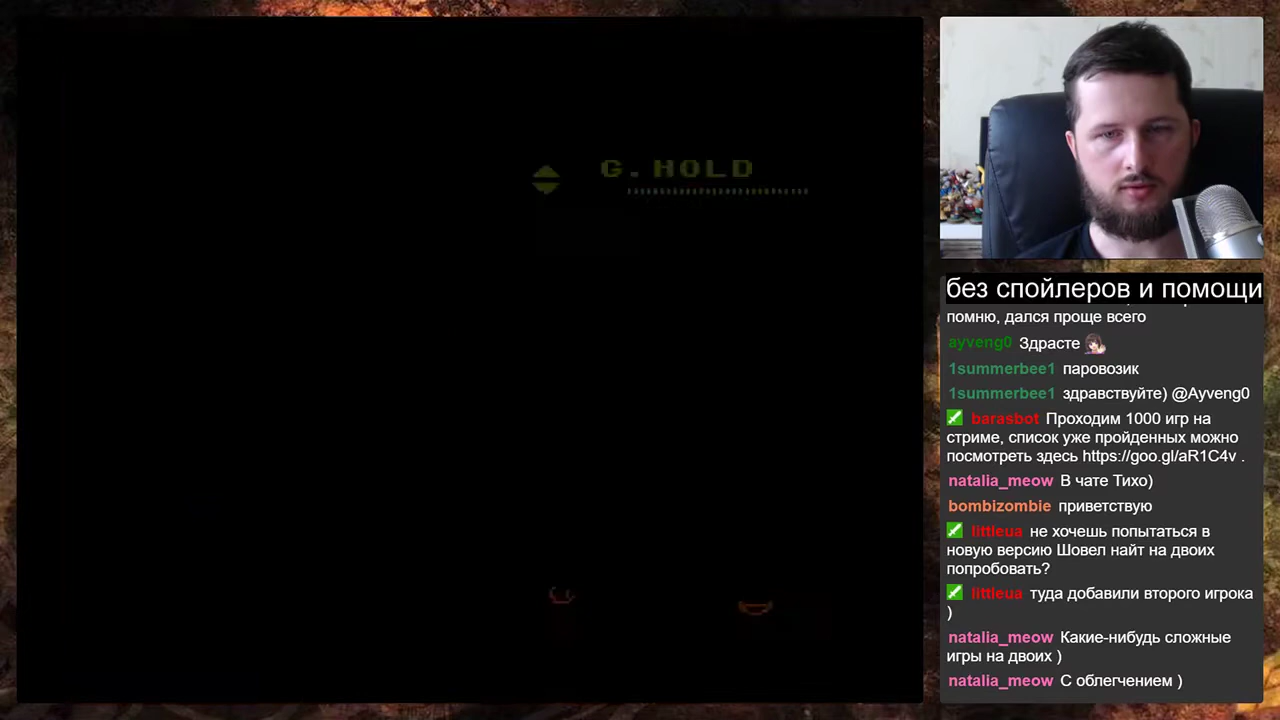 G.HOLD
без спойлеров и помощи
помню, дался проще всего
ayveng0 Здрасте
1summerbee1 паровозик
1summerbee1 здравствуйте) @Ayveng0
barasbot Проходим 1000 игр на
стриме, список уже пройденных можно
посмотреть здесь https://goo.gl/aR1C4v .
natalia_meow В чате Тихо)
bombizombie приветствую
littleua не хочешь попытаться в
новую версию Шовел найт на двоих
попробовать?
littleua туда добавили второго игрока
)
natalia_meow Какие-нибудь сложные
игры на двоих )
natalia_meow С облегчением )